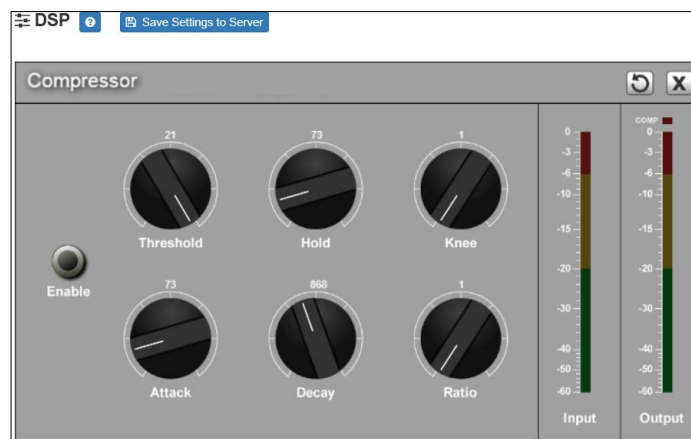 DSP ? Save Settings to Server
Compressor X
21 73 1
Threshold Hold Knee
Enable
73 868 1
Attack Decay Ratio
COMP
0 0
-3 -3
-6 -6
-10 -10
-15 -15
-20 -20
-30 -30
-40 -40
-50 -50
-60 -60
Input Output